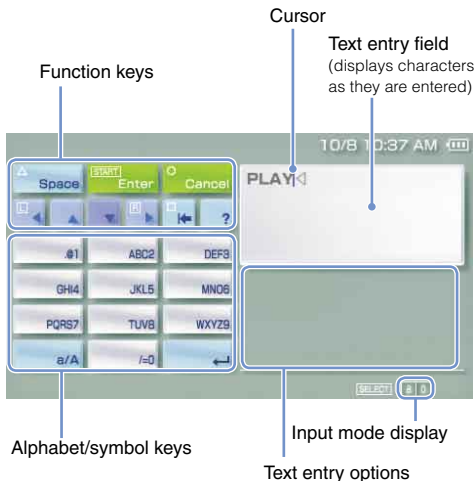 Cursor
Text entry field
(displays characters
as they are entered)
Function keys
10/8 10:37 AM
Space
START Enter
Cancel
L
R
?
PLAY
.@1 ABC2 DEF3
GHI4 JKL5 MNO6
PQRS7 TUV8 WXYZ9
a/A /=0
SELECT a 0
Alphabet/symbol keys
Input mode display
Text entry options